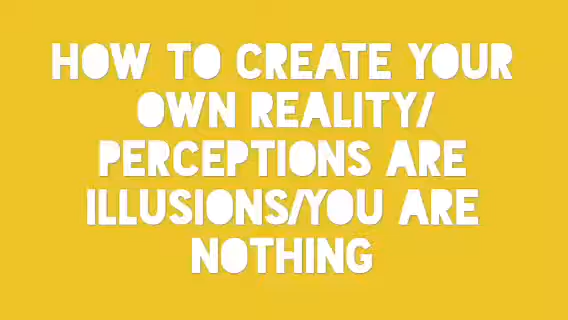 HOW TO CREATE YOUR
OWN REALITY/
PERCEPTIONS ARE
ILLUSIONS/YOU ARE
NOTHING